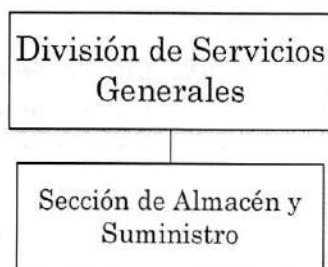 División de Servicios
Generales
Sección de Almacén y
Suministro